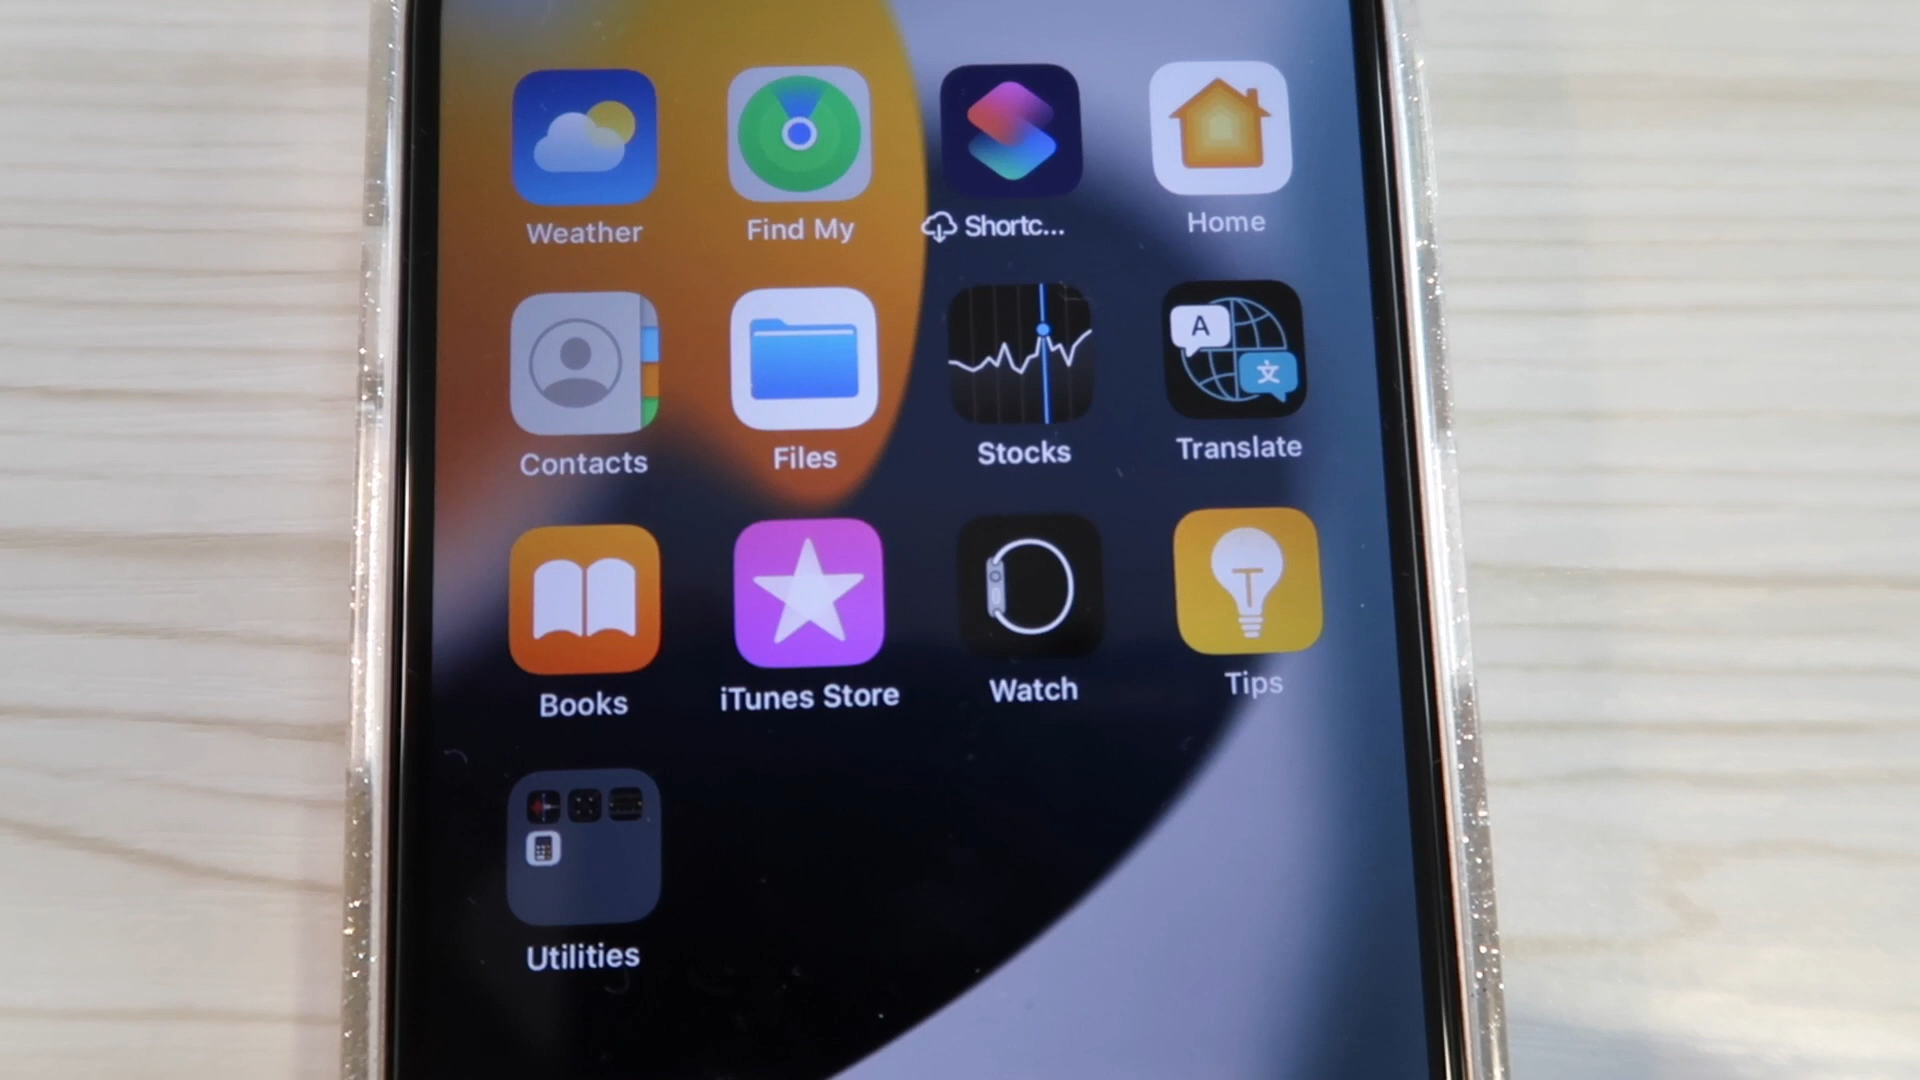 Weather
Find My
Shortc...
Home
A
文
Contacts
Files
Stocks
Translate
Books
iTunes Store
Watch
Tips
Utilities